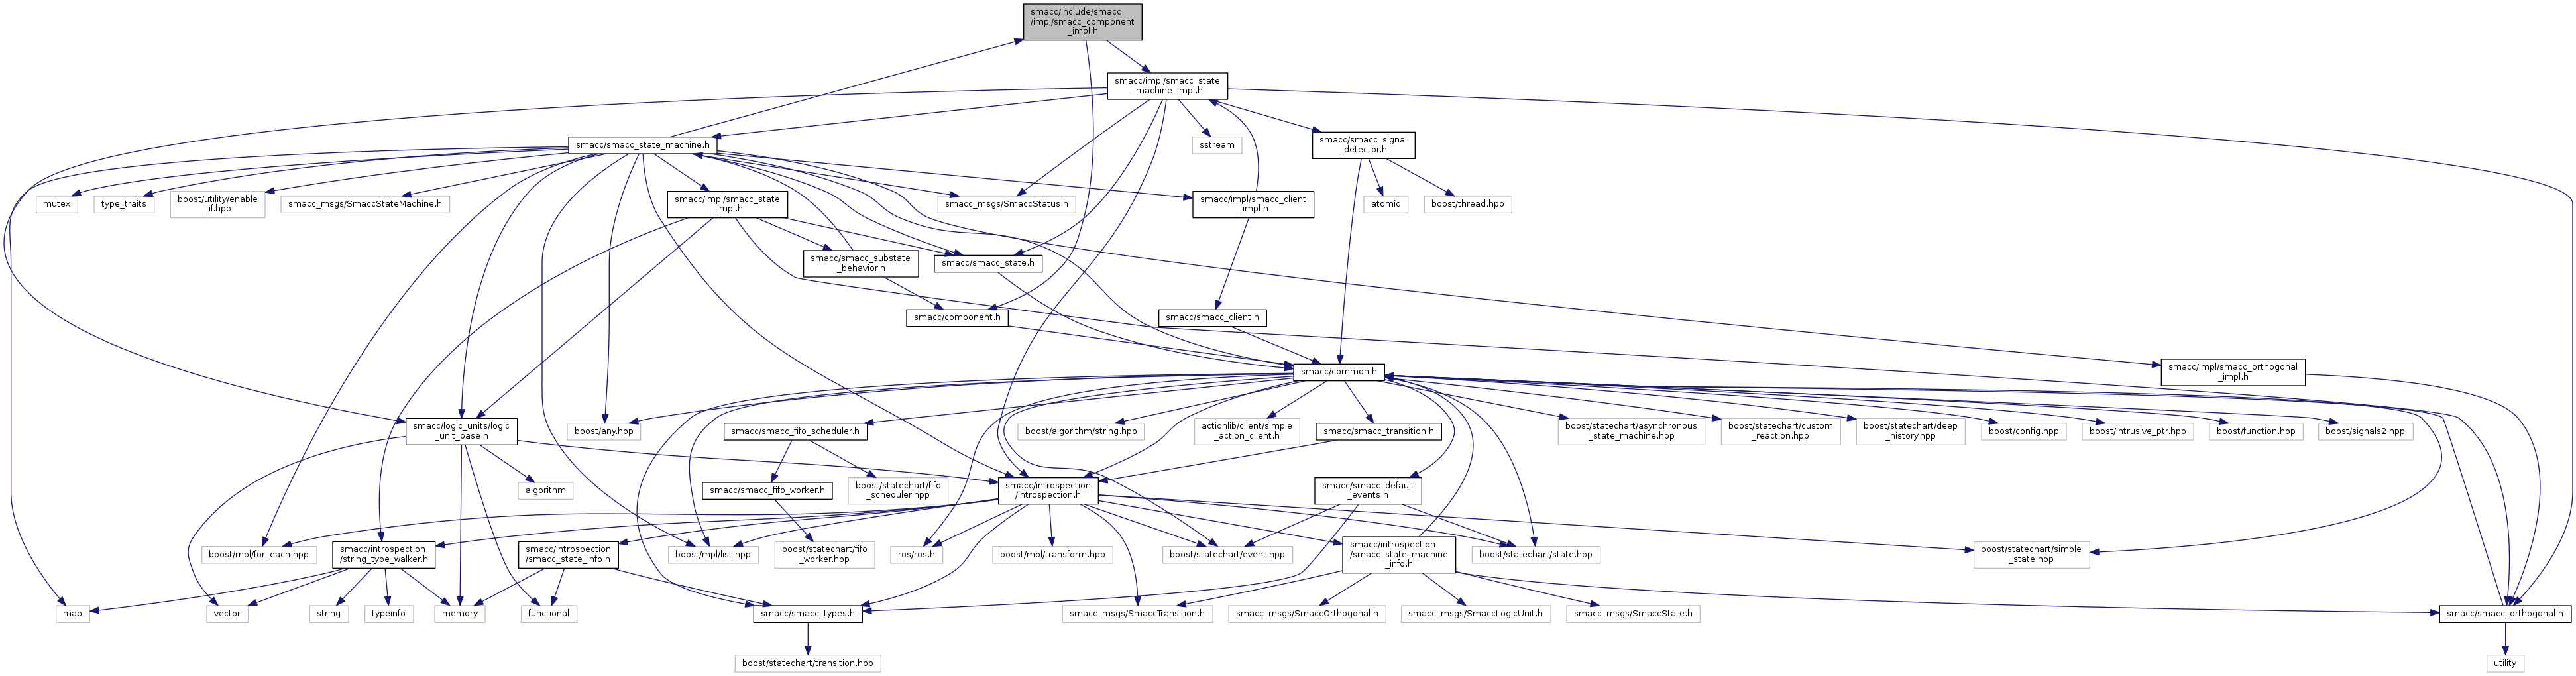 smacc/include/smacc
/impl/smacc_component
_impl.h
smacc/impl/smacc_state
_machine_impl.h
smacc/smacc_state_machine.h
sstream
smacc/smacc_signal
_detector.h
mutex
type_traits
boost/utility/enable
_if.hpp
smacc_msgs/SmaccStateMachine.h
smacc/impl/smacc_state
_impl.h
smacc_msgs/SmaccStatus.h
smacc/impl/smacc_client
_impl.h
atomic
boost/thread.hpp
smacc/smacc_substate
_behavior.h
smacc/smacc_state.h
smacc/component.h
smacc/smacc_client.h
smacc/common.h
smacc/impl/smacc_orthogonal
_impl.h
smacc/logic_units/logic
_unit_base.h
boost/any.hpp
smacc/smacc_fifo_scheduler.h
boost/algorithm/string.hpp
actionlib/client/simple
_action_client.h
smacc/smacc_transition.h
boost/statechart/asynchronous
_state_machine.hpp
boost/statechart/custom
_reaction.hpp
boost/statechart/deep
_history.hpp
boost/config.hpp
boost/intrusive_ptr.hpp
boost/function.hpp
boost/signals2.hpp
algorithm
smacc/smacc_fifo_worker.h
boost/statechart/fifo
_scheduler.hpp
smacc/introspection
/introspection.h
smacc/smacc_default
_events.h
boost/mpl/for_each.hpp
smacc/introspection
/string_type_walker.h
smacc/introspection
/smacc_state_info.h
boost/mpl/list.hpp
boost/statechart/fifo
_worker.hpp
ros/ros.h
boost/mpl/transform.hpp
boost/statechart/event.hpp
smacc/introspection
/smacc_state_machine
_info.h
boost/statechart/state.hpp
boost/statechart/simple
_state.hpp
map
vector
string
typeinfo
memory
functional
smacc/smacc_types.h
smacc_msgs/SmaccTransition.h
smacc_msgs/SmaccOrthogonal.h
smacc_msgs/SmaccLogicUnit.h
smacc_msgs/SmaccState.h
smacc/smacc_orthogonal.h
boost/statechart/transition.hpp
utility